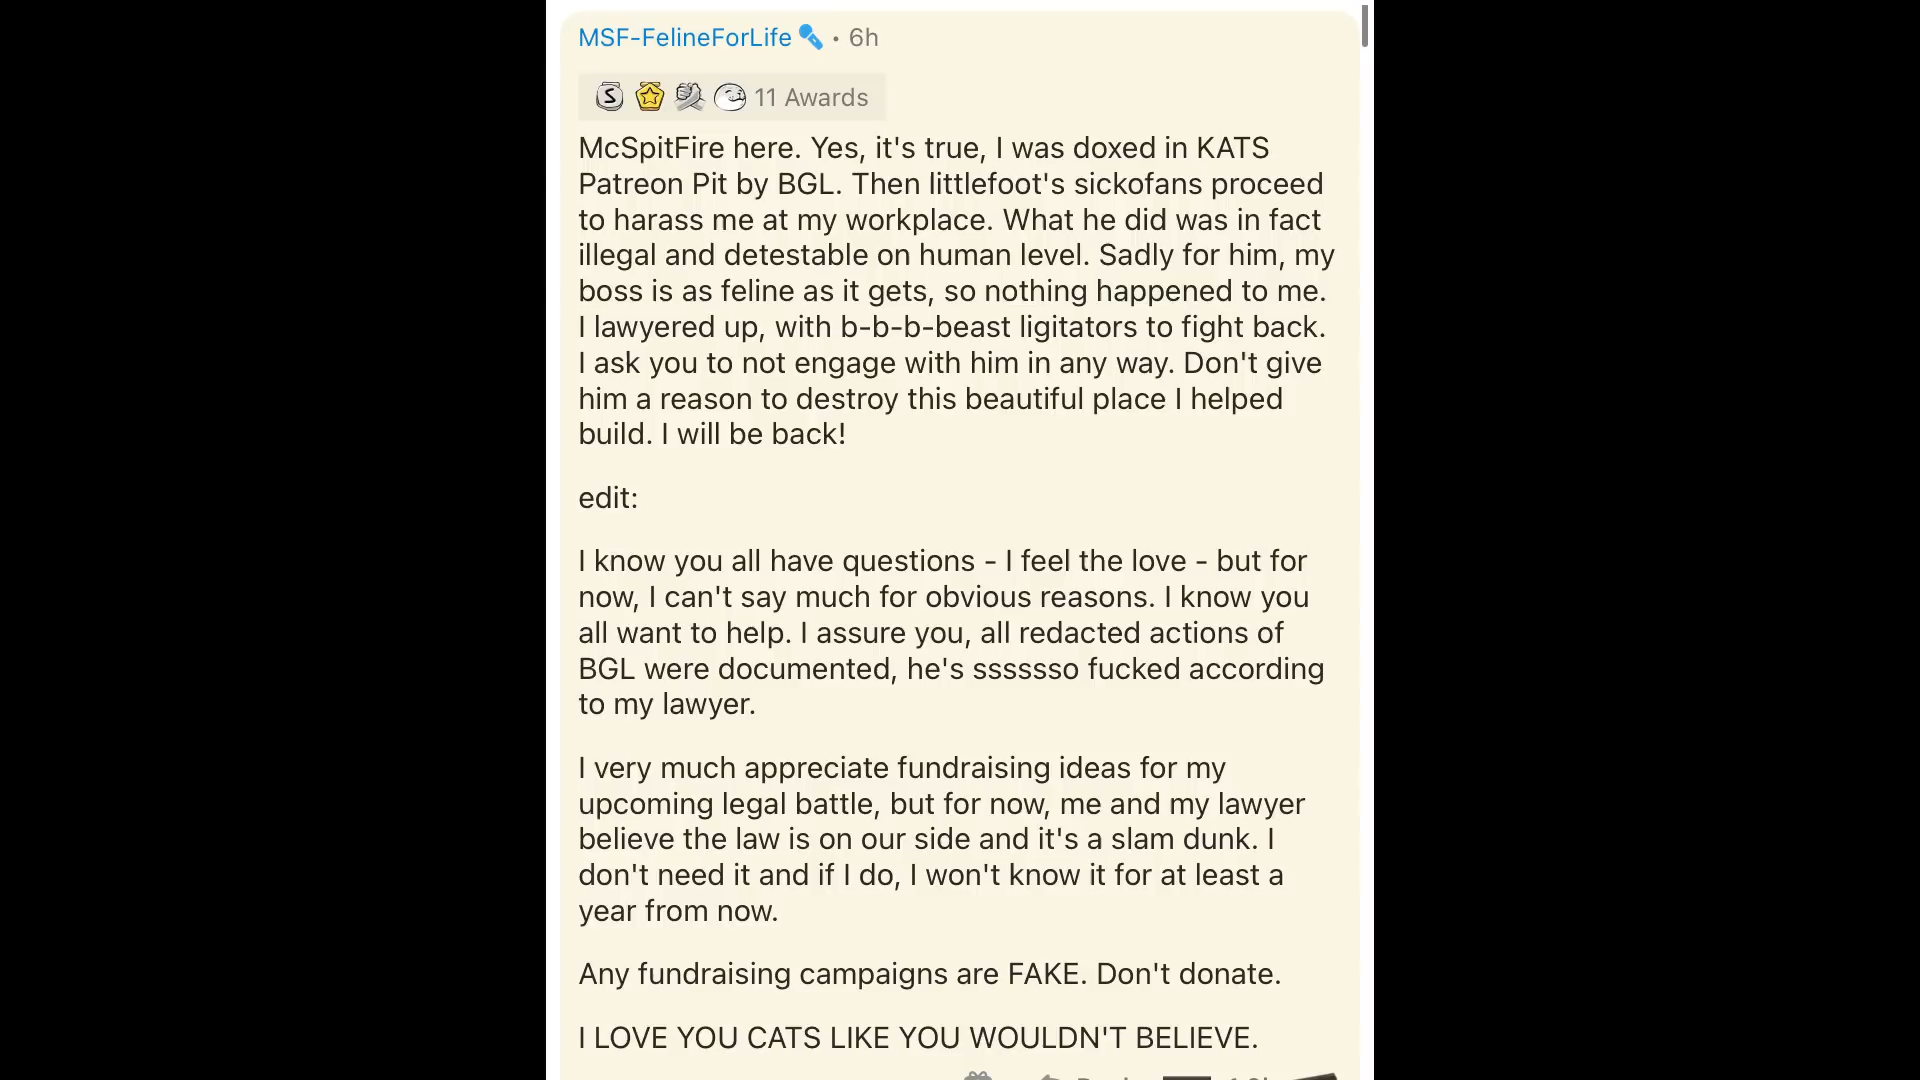 MSF-FelineForLife • 6h
S 11 Awards
McSpitFire here. Yes, it's true, I was doxed in KATS
Patreon Pit by BGL. Then littlefoot's sickofans proceed
to harass me at my workplace. What he did was in fact
illegal and detestable on human level. Sadly for him, my
boss is as feline as it gets, so nothing happened to me.
I lawyered up, with b-b-b-beast ligitators to fight back.
I ask you to not engage with him in any way. Don't give
him a reason to destroy this beautiful place I helped
build. I will be back!
edit:
I know you all have questions - I feel the love - but for
now, I can't say much for obvious reasons. I know you
all want to help. I assure you, all redacted actions of
BGL were documented, he's sssssso fucked according
to my lawyer.
I very much appreciate fundraising ideas for my
upcoming legal battle, but for now, me and my lawyer
believe the law is on our side and it's a slam dunk. I
don't need it and if I do, I won't know it for at least a
year from now.
Any fundraising campaigns are FAKE. Don't donate.
I LOVE YOU CATS LIKE YOU WOULDN'T BELIEVE.